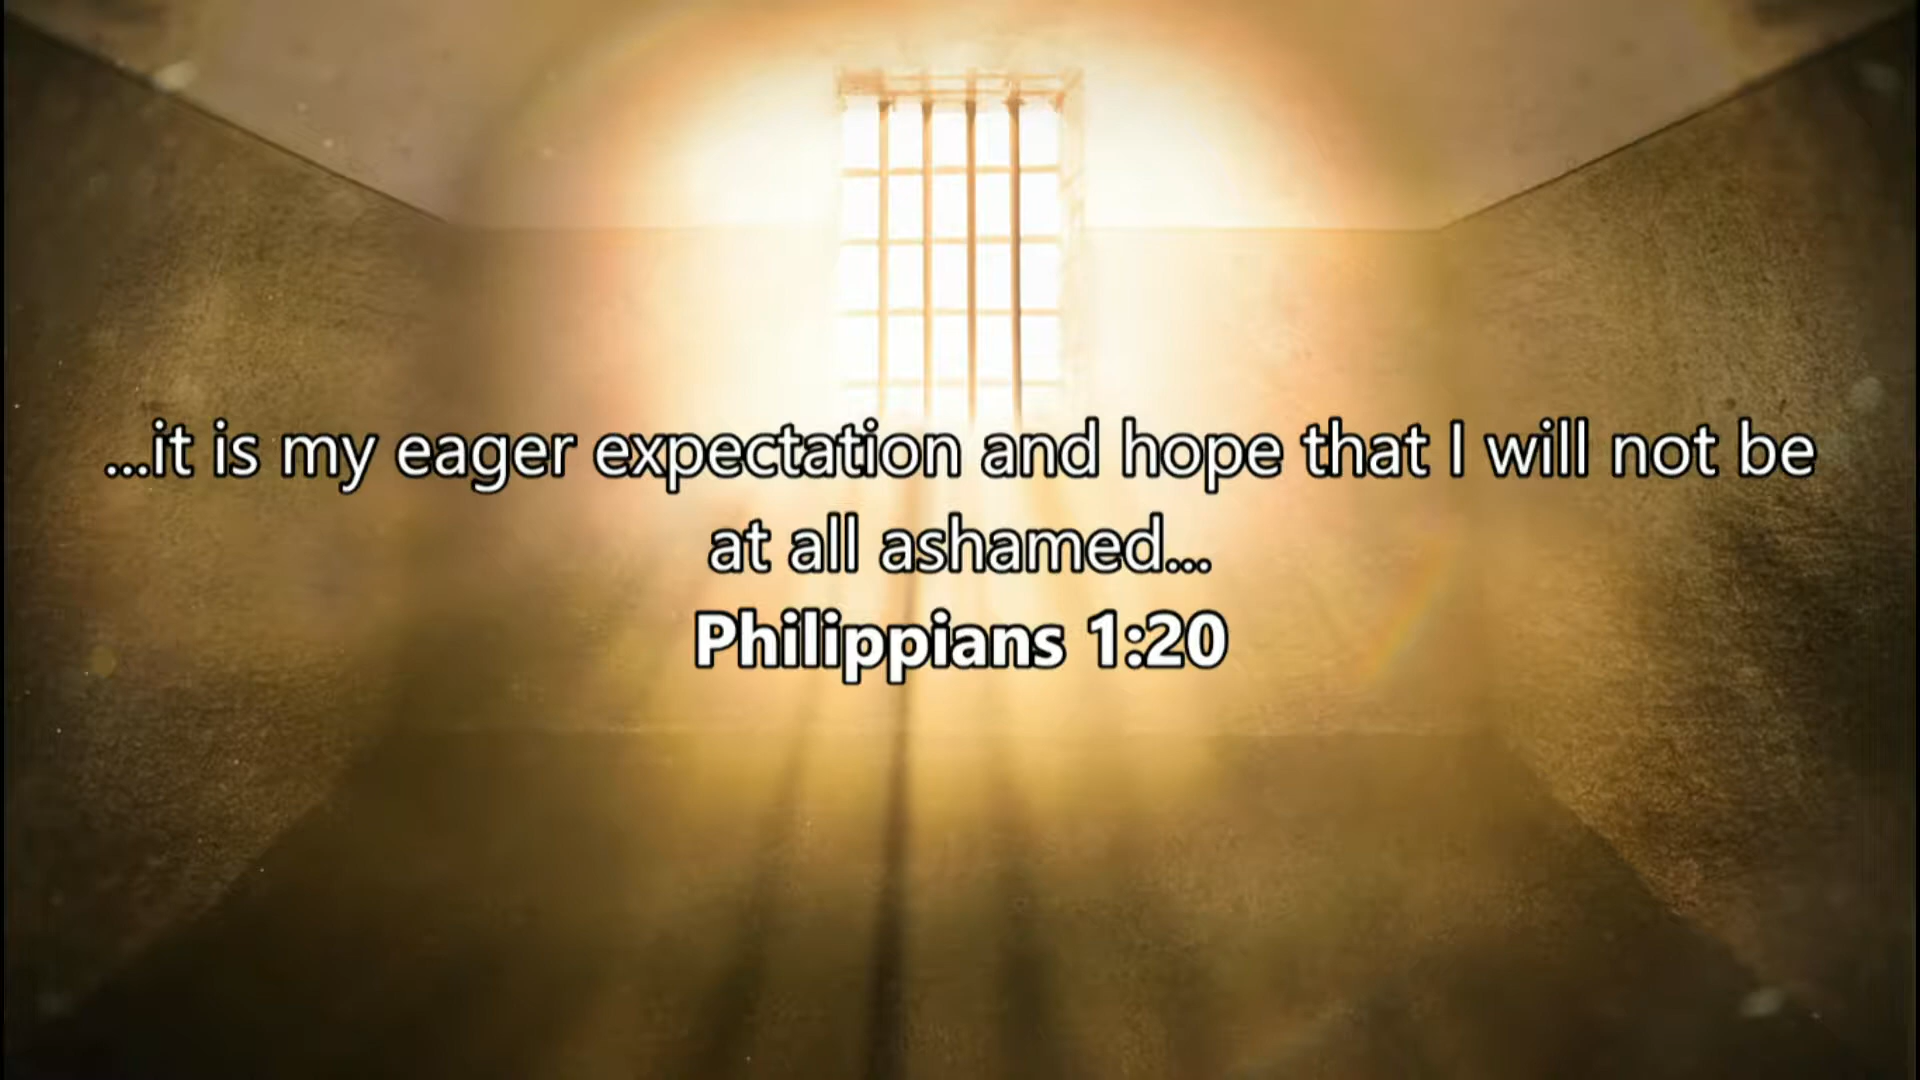 ...it is my eager expectation and hope that I will not be
at all ashamed...
Philippians 1:20